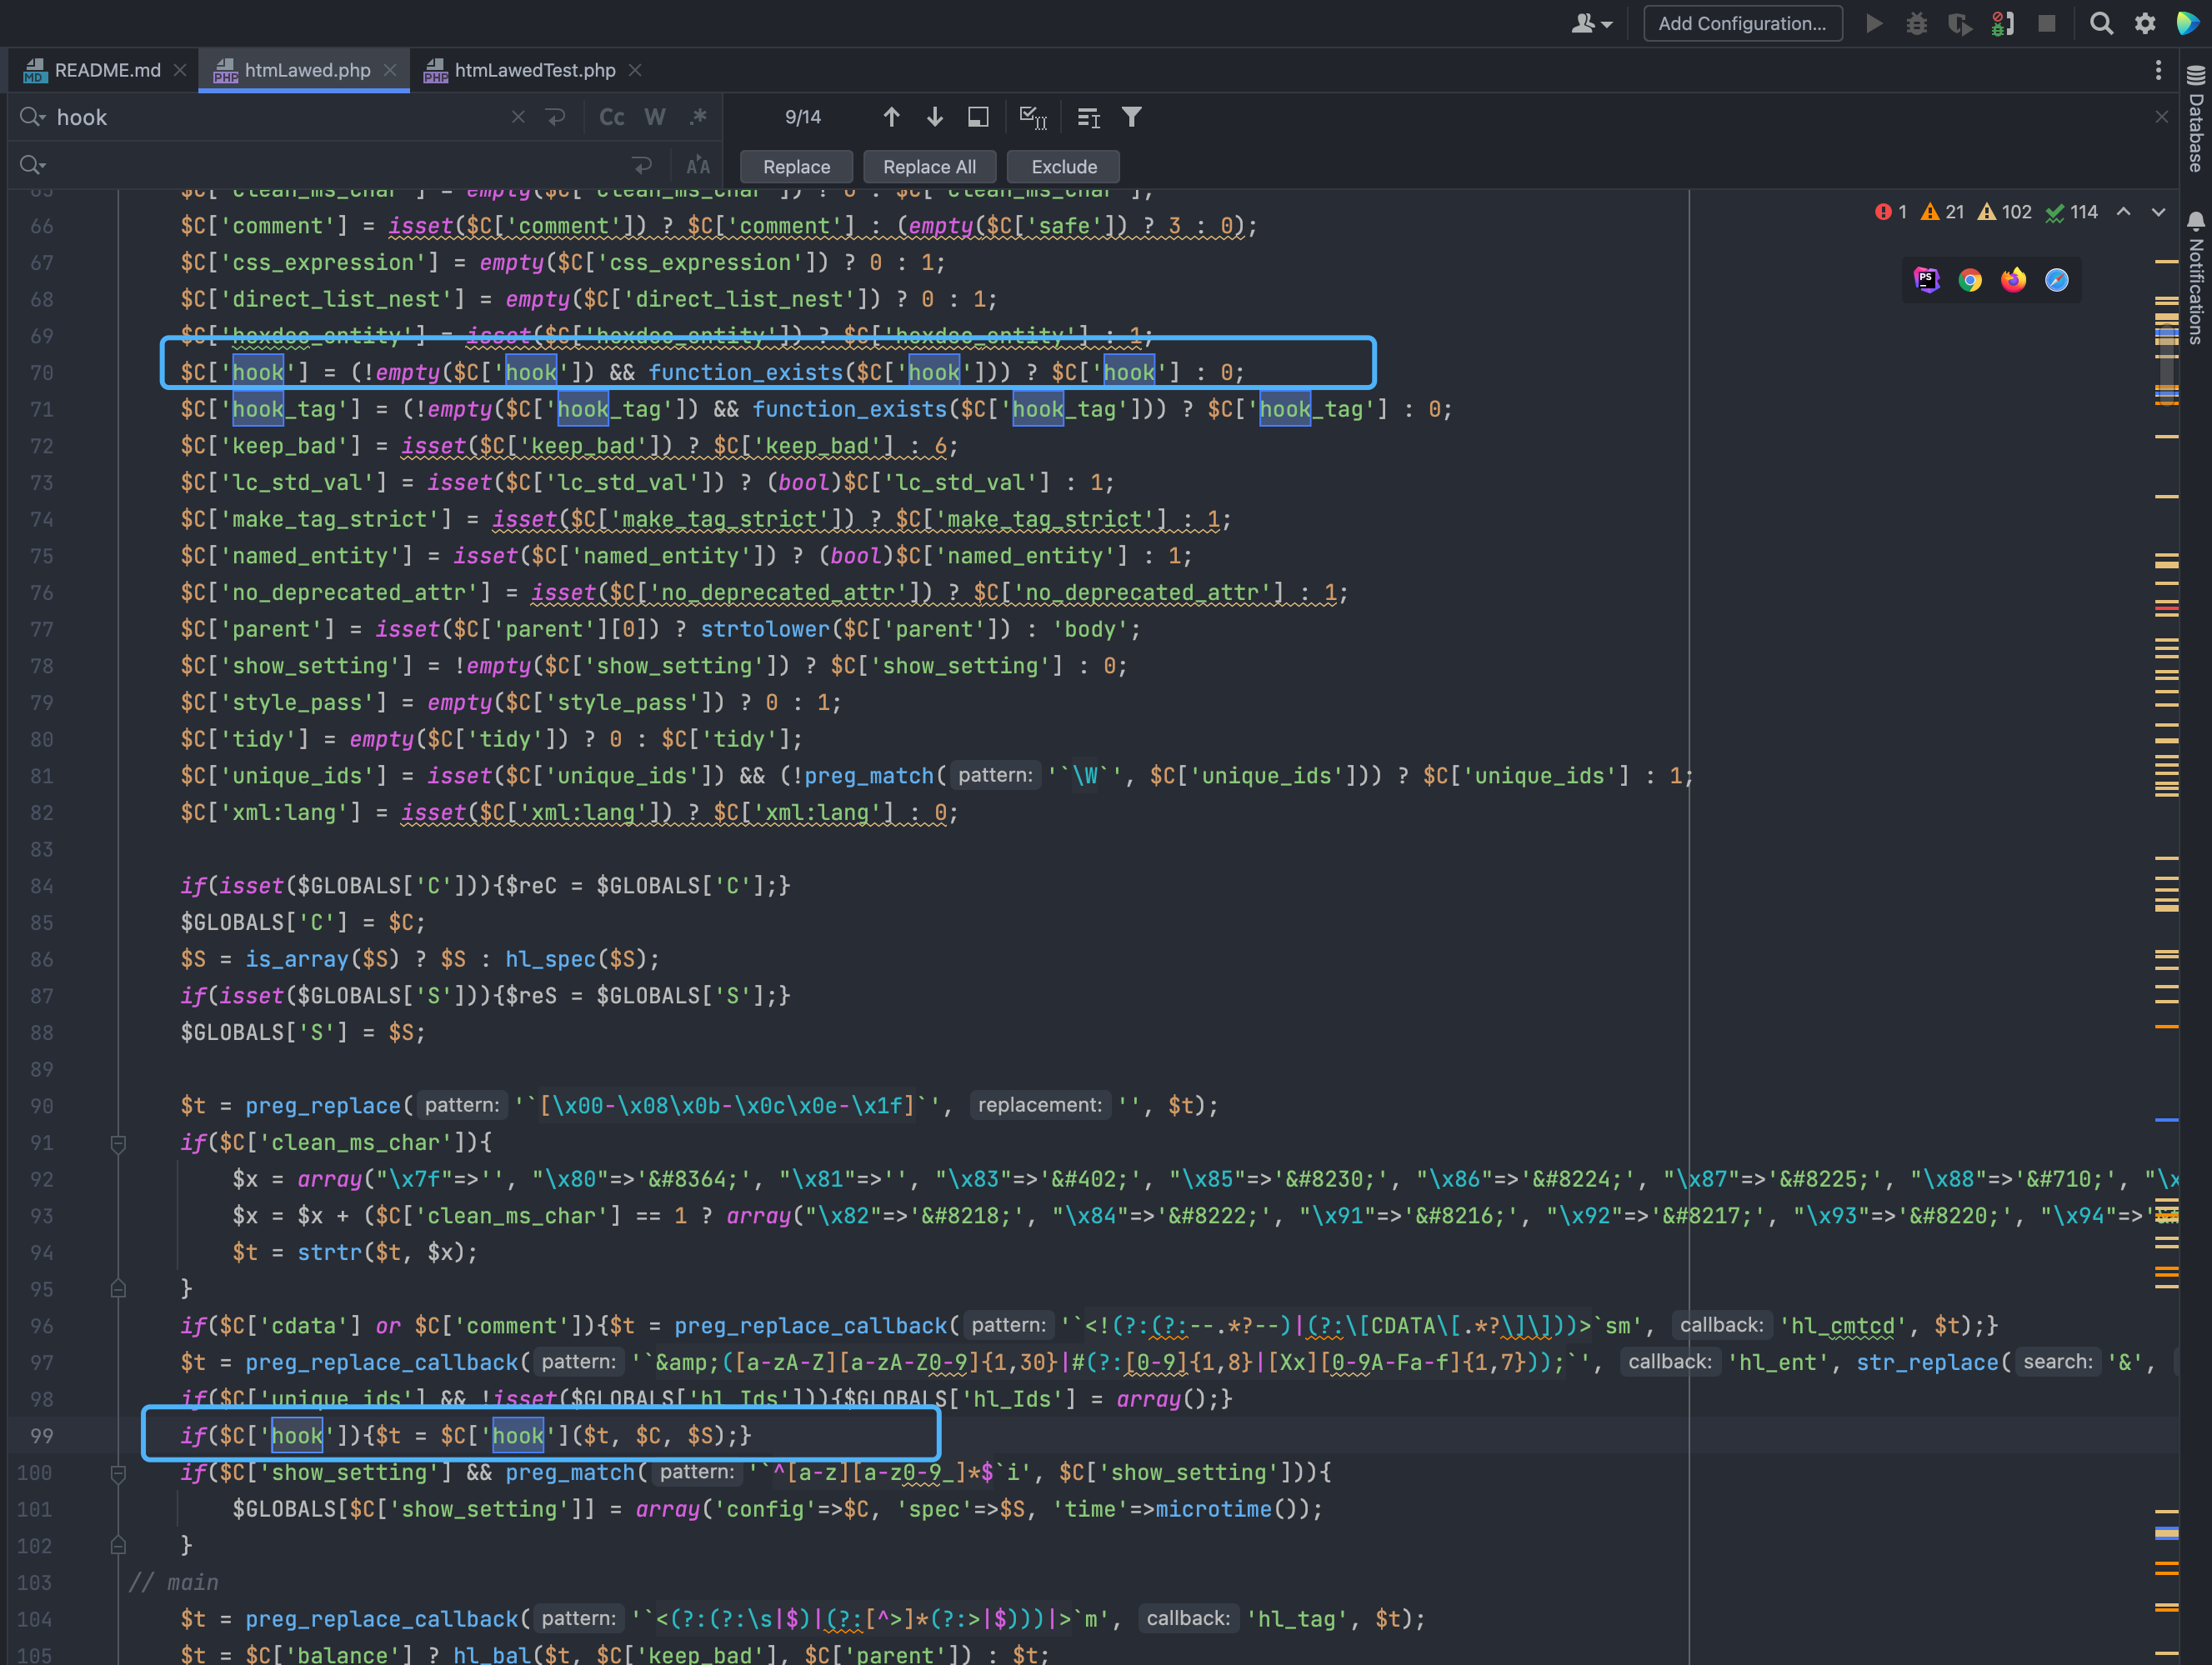 Add Configuration...
README.md
htmLawed.php
htmLawedTest.php
hook
Cc W .*
9/14
Replace
Replace All
Exclude
Database
Notifications
1 21 102 114
65 $C['clean_ms_char'] = empty($C['clean_ms_char']) ? 0 : $C['clean_ms_char'];
66 $C['comment'] = isset($C['comment']) ? $C['comment'] : (empty($C['safe']) ? 3 : 0);
67 $C['css_expression'] = empty($C['css_expression']) ? 0 : 1;
68 $C['direct_list_nest'] = empty($C['direct_list_nest']) ? 0 : 1;
69 $C['hexdec_entity'] = isset($C['hexdec_entity']) ? $C['hexdec_entity'] : 1;
70 $C['hook'] = (!empty($C['hook']) && function_exists($C['hook'])) ? $C['hook'] : 0;
71 $C['hook_tag'] = (!empty($C['hook_tag']) && function_exists($C['hook_tag'])) ? $C['hook_tag'] : 0;
72 $C['keep_bad'] = isset($C['keep_bad']) ? $C['keep_bad'] : 6;
73 $C['lc_std_val'] = isset($C['lc_std_val']) ? (bool)$C['lc_std_val'] : 1;
74 $C['make_tag_strict'] = isset($C['make_tag_strict']) ? $C['make_tag_strict'] : 1;
75 $C['named_entity'] = isset($C['named_entity']) ? (bool)$C['named_entity'] : 1;
76 $C['no_deprecated_attr'] = isset($C['no_deprecated_attr']) ? $C['no_deprecated_attr'] : 1;
77 $C['parent'] = isset($C['parent'][0]) ? strtolower($C['parent']) : 'body';
78 $C['show_setting'] = !empty($C['show_setting']) ? $C['show_setting'] : 0;
79 $C['style_pass'] = empty($C['style_pass']) ? 0 : 1;
80 $C['tidy'] = empty($C['tidy']) ? 0 : $C['tidy'];
81 $C['unique_ids'] = isset($C['unique_ids']) && (!preg_match( pattern: '`\W`', $C['unique_ids'])) ? $C['unique_ids'] : 1;
82 $C['xml:lang'] = isset($C['xml:lang']) ? $C['xml:lang'] : 0;
83
84 if(isset($GLOBALS['C'])){$reC = $GLOBALS['C'];}
85 $GLOBALS['C'] = $C;
86 $S = is_array($S) ? $S : hl_spec($S);
87 if(isset($GLOBALS['S'])){$reS = $GLOBALS['S'];}
88 $GLOBALS['S'] = $S;
89
90 $t = preg_replace( pattern: '`[\x00-\x08\x0b-\x0c\x0e-\x1f]`', replacement: '', $t);
91 if($C['clean_ms_char']){
92 $x = array("\x7f"=>'', "\x80"=>'&#8364;', "\x81"=>'', "\x83"=>'&#402;', "\x85"=>'&#8230;', "\x86"=>'&#8224;', "\x87"=>'&#8225;', "\x88"=>'&#710;', "\x
93 $x = $x + ($C['clean_ms_char'] == 1 ? array("\x82"=>'&#8218;', "\x84"=>'&#8222;', "\x91"=>'&#8216;', "\x92"=>'&#8217;', "\x93"=>'&#8220;', "\x94"=>'&#
94 $t = strtr($t, $x);
95 }
96 if($C['cdata'] or $C['comment']){$t = preg_replace_callback( pattern: '`<!(?:(?:--.*?--)|(?:\[CDATA\[.*?\]\]))>`sm', callback: 'hl_cmtcd', $t);}
97 $t = preg_replace_callback( pattern: '`&amp;([a-zA-Z][a-zA-Z0-9]{1,30}|#(?:[0-9]{1,8}|[Xx][0-9A-Fa-f]{1,7}));`', callback: 'hl_ent', str_replace( search: '&',
98 if($C['unique_ids'] && !isset($GLOBALS['hl_Ids'])){$GLOBALS['hl_Ids'] = array();}
99 if($C['hook']){$t = $C['hook']($t, $C, $S);}
100 if($C['show_setting'] && preg_match( pattern: '`^[a-z][a-z0-9_]*$`i', $C['show_setting'])){
101 $GLOBALS[$C['show_setting']] = array('config'=>$C, 'spec'=>$S, 'time'=>microtime());
102 }
103 // main
104 $t = preg_replace_callback( pattern: '`<(?:(?:\s|$)|(?:[^>]*(?:>|$)))|>`m', callback: 'hl_tag', $t);
105 $t = $C['balance'] ? hl_bal($t, $C['keep_bad'], $C['parent']) : $t;